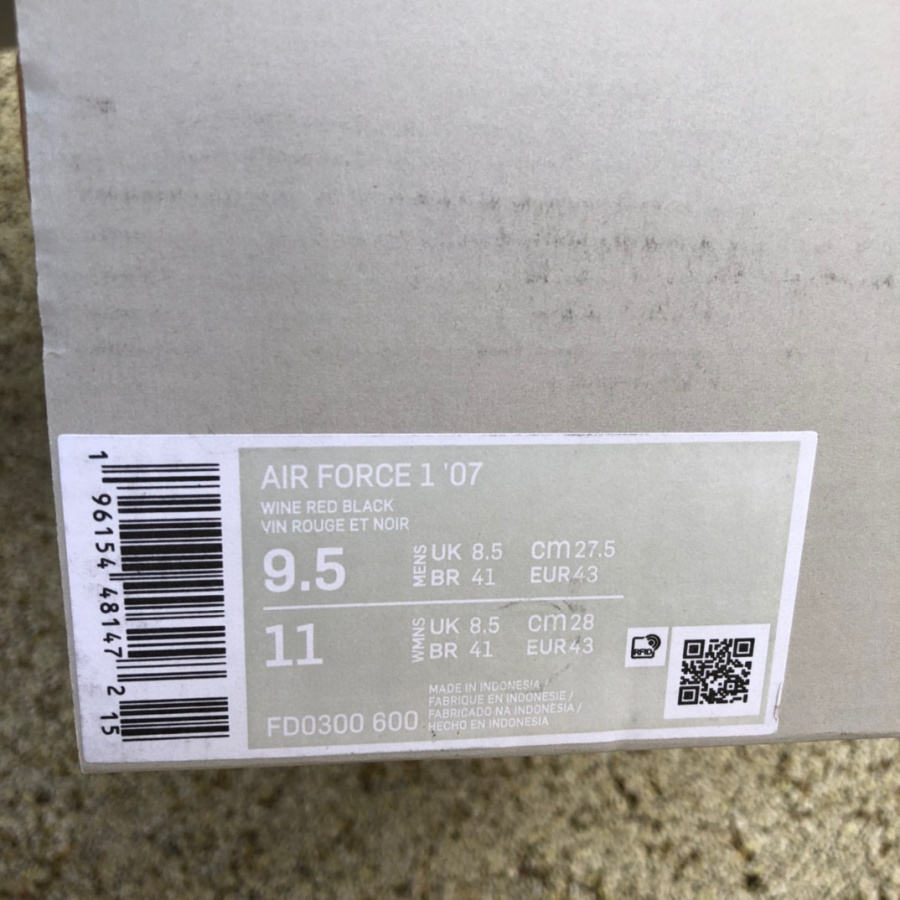 1 96154 48147 2 15
AIR FORCE 1 '07
WINE RED BLACK
VIN ROUGE ET NOIR
9.5 MENS UK 8.5 cm 27.5
BR 41 EUR 43
11 WMNS UK 8.5 cm 28
BR 41 EUR 43
RFID
MADE IN INDONESIA /
FABRIQUE EN INDONESIE /
FABRICADO NA INDONÉSIA /
HECHO EN INDONESIA
FD0300 600